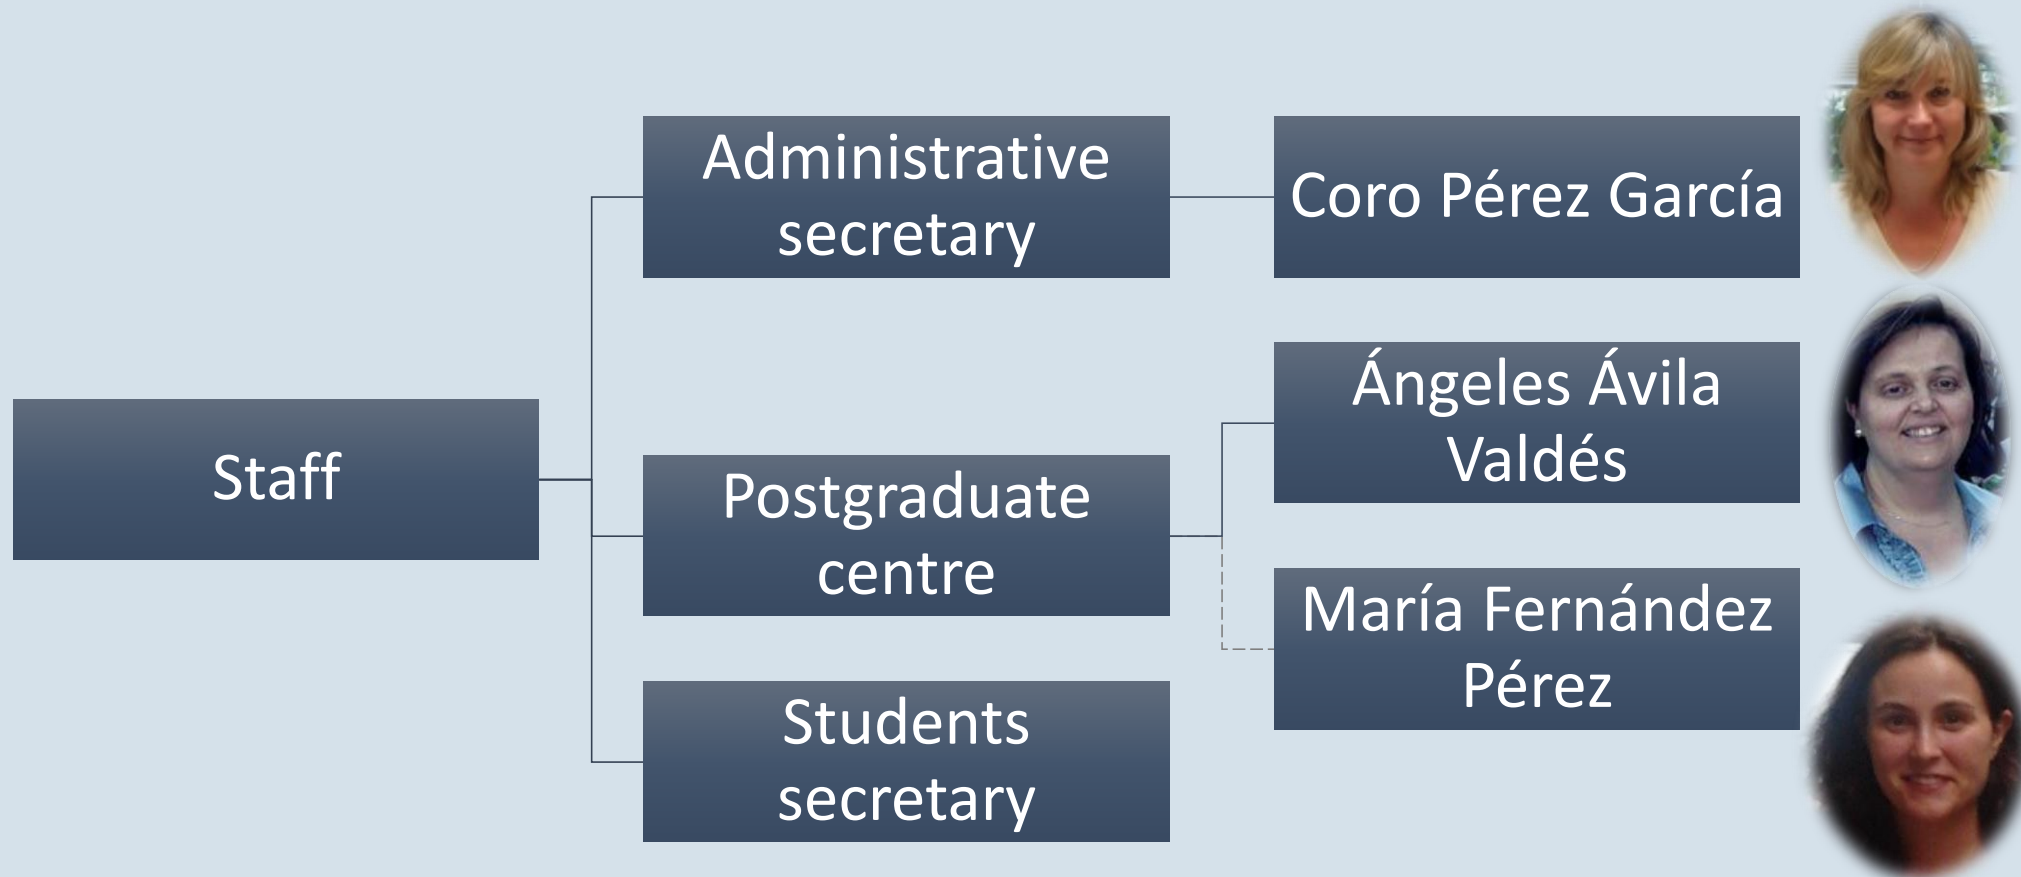 Staff
Administrative
secretary
Coro Pérez García
Postgraduate
centre
Ángeles Ávila
Valdés
María Fernández
Pérez
Students
secretary